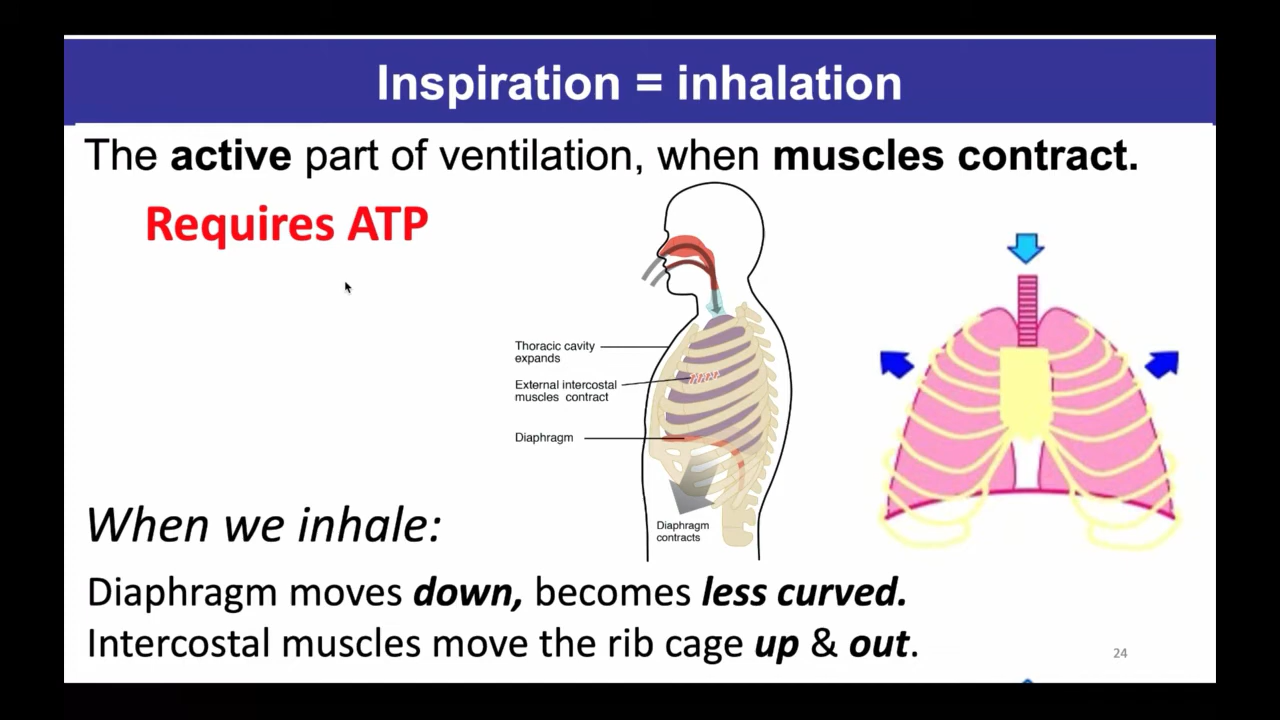 Inspiration = inhalation
The active part of ventilation, when muscles contract.
Requires ATP
Thoracic cavity
expands
External intercostal
muscles contract
Diaphragm
Diaphragm
contracts
When we inhale:
Diaphragm moves down, becomes less curved.
Intercostal muscles move the rib cage up & out.
24